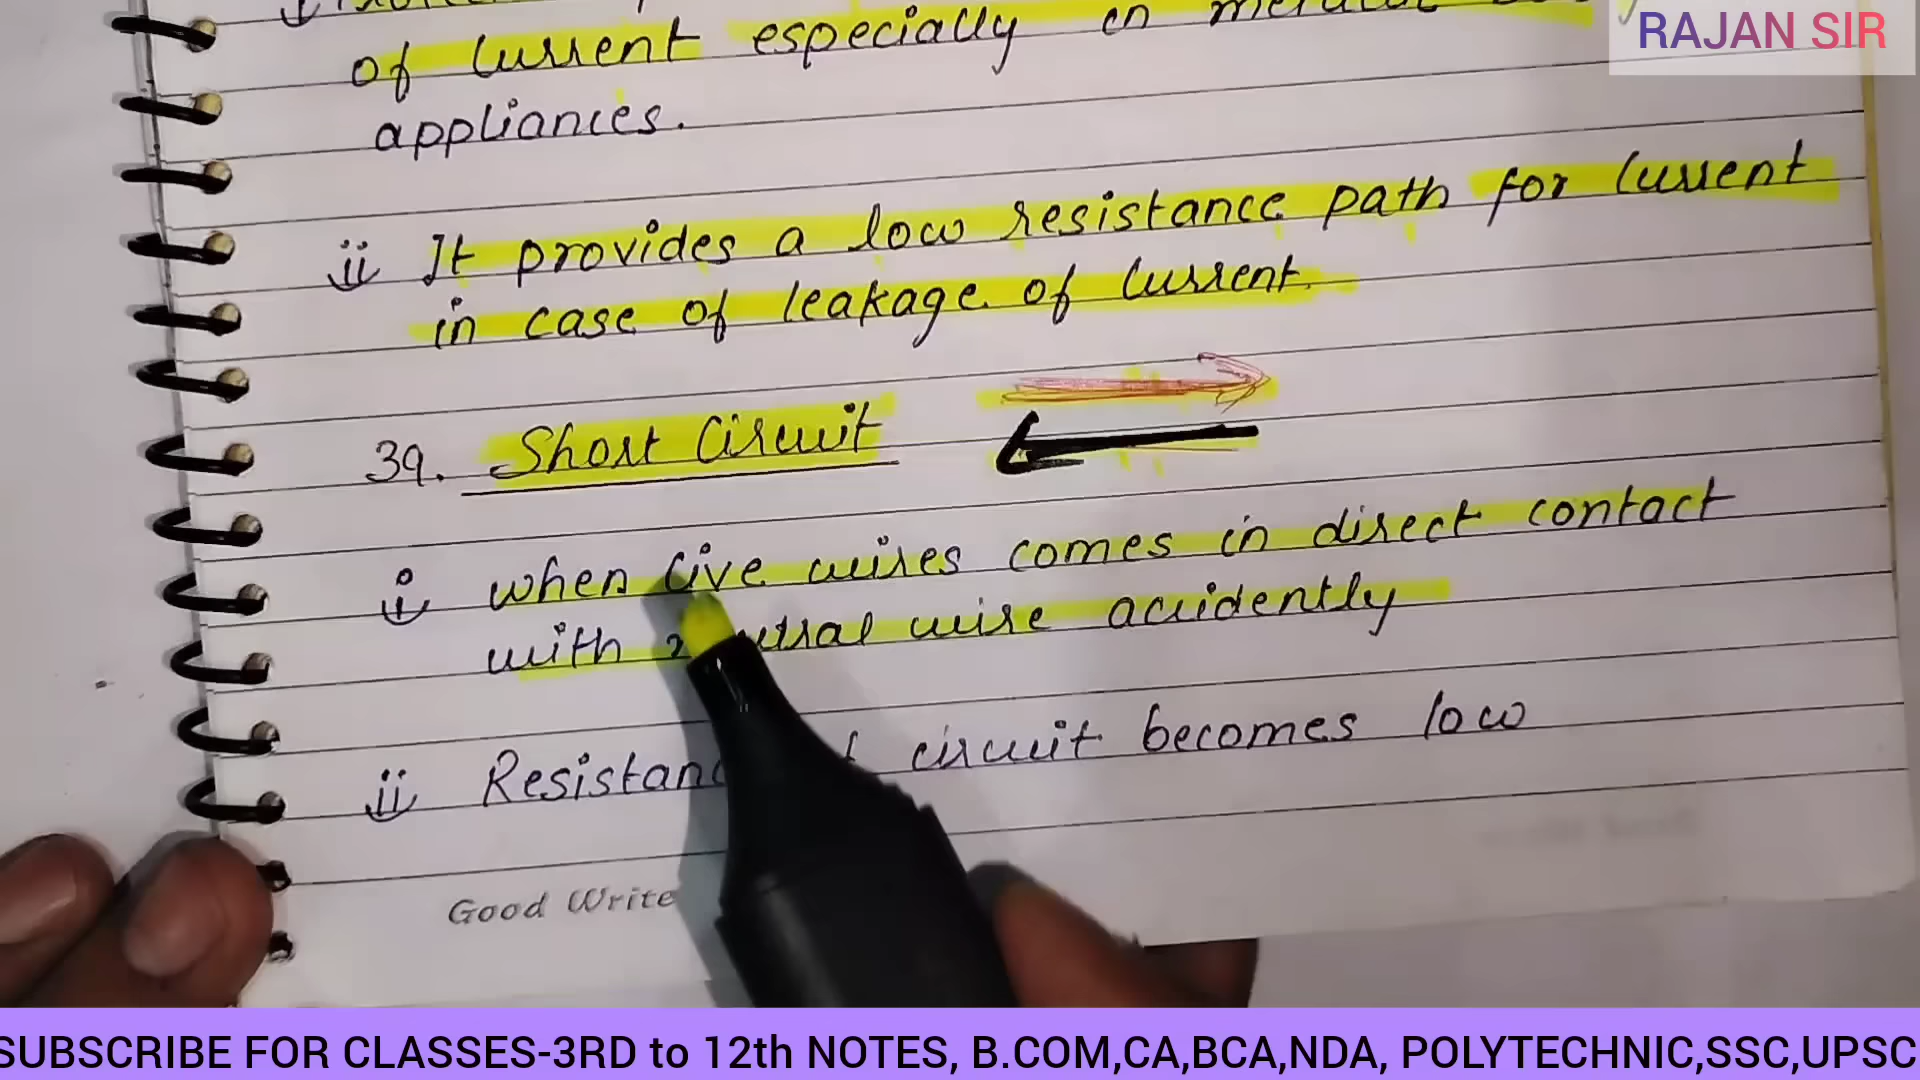 RAJAN SIR
of current especially in
appliances.
ii It provides a low resistance path for current
in case of leakage of current.
39. Short Circuit
i when live wires comes in direct contact
with wire accidently
ii circuit becomes low
Good Write
SUBSCRIBE FOR CLASSES-3RD to 12th NOTES, B.COM,CA,BCA,NDA, POLYTECHNIC,SSC,UPSC